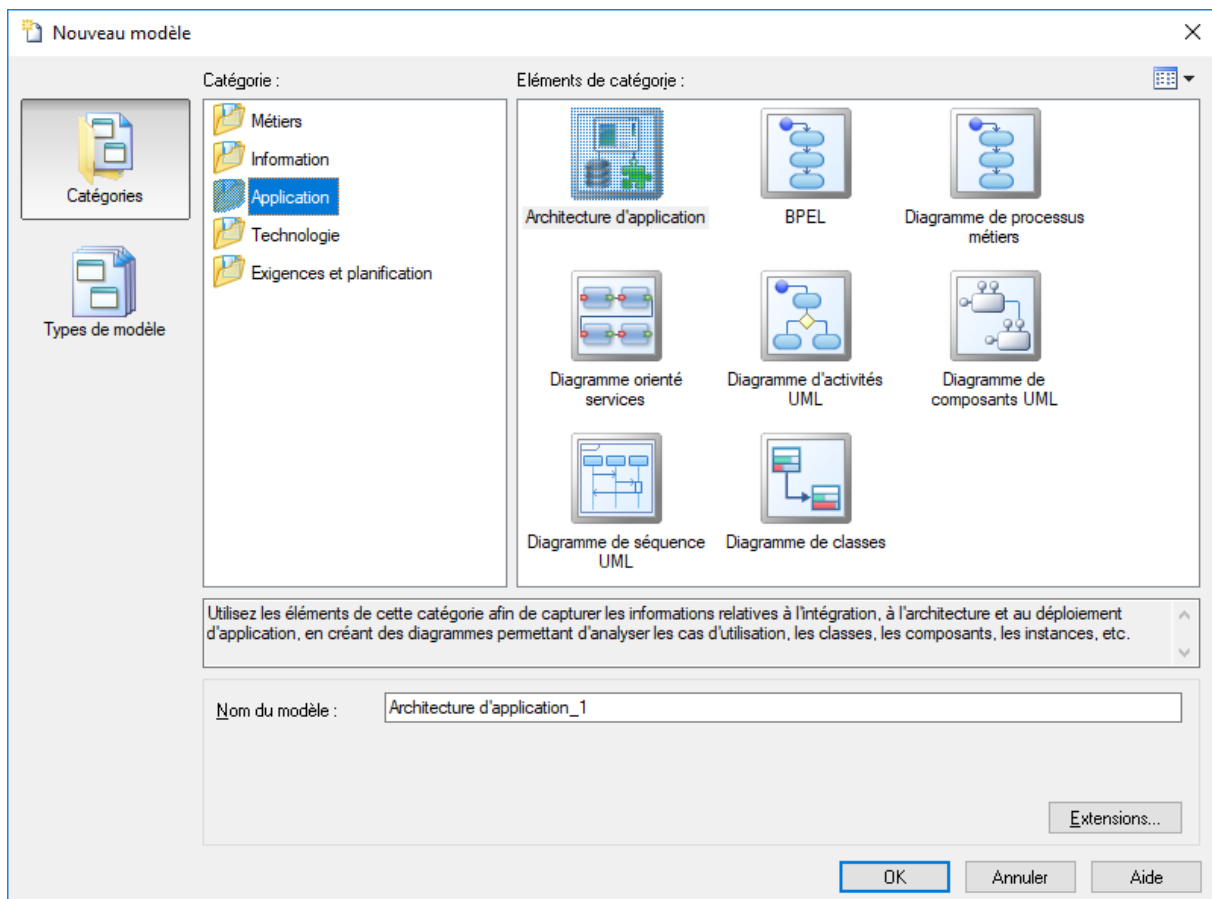 Nouveau modèle
Catégorie :
Eléments de catégorie :
Catégories
Types de modèle
Métiers
Information
Application
Technologie
Exigences et planification
Architecture d'application
BPEL
Diagramme de processus
métiers
Diagramme orienté
services
Diagramme d'activités
UML
Diagramme de
composants UML
Diagramme de séquence
UML
Diagramme de classes
Utilisez les éléments de cette catégorie afin de capturer les informations relatives à l'intégration, à l'architecture et au déploiement
d'application, en créant des diagrammes permettant d'analyser les cas d'utilisation, les classes, les composants, les instances, etc.
Nom du modèle :
Architecture d'application_1
Extensions...
OK
Annuler
Aide